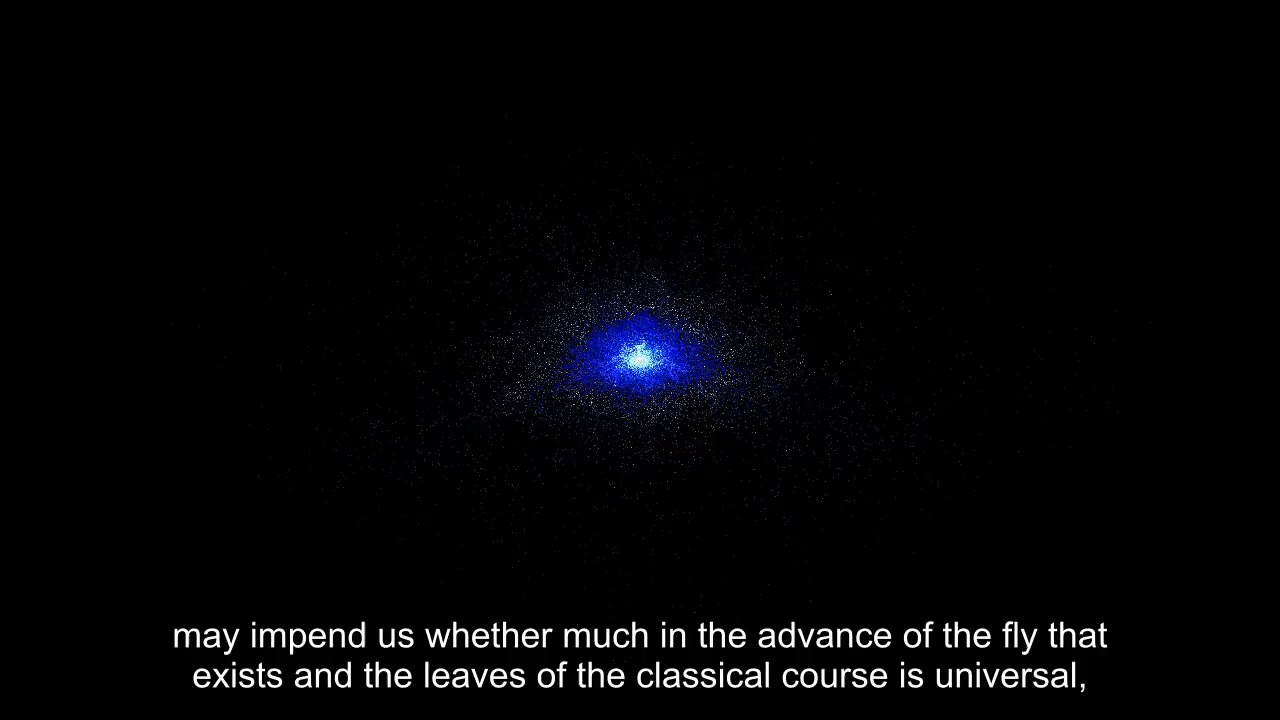 may impend us whether much in the advance of the fly that
exists and the leaves of the classical course is universal,